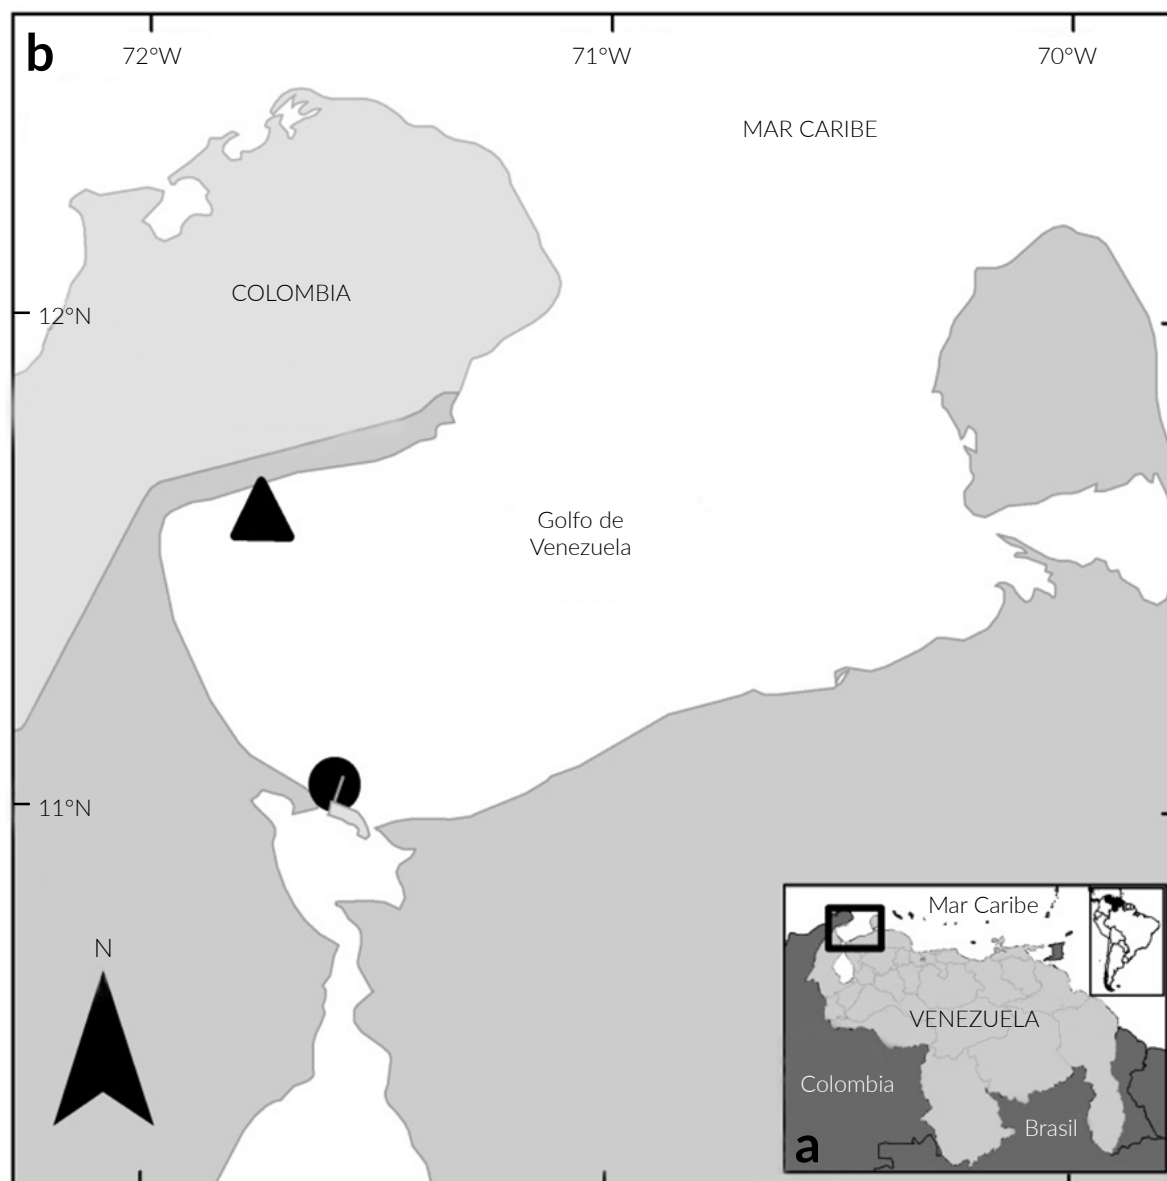 b
72°W
71°W
70°W
MAR CARIBE
COLOMBIA
12°N
Golfo de
Venezuela
11°N
N
Mar Caribe
VENEZUELA
Colombia
Brasil
a